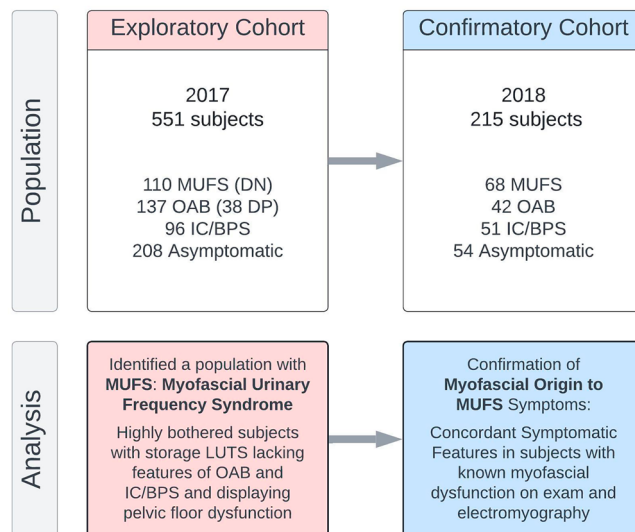 Population
Exploratory Cohort
2017
551 subjects
110 MUFS (DN)
137 OAB (38 DP)
96 IC/BPS
208 Asymptomatic
Confirmatory Cohort
2018
215 subjects
68 MUFS
42 OAB
51 IC/BPS
54 Asymptomatic
Analysis
Identified a population with
MUFS: Myofascial Urinary
Frequency Syndrome
Highly bothered subjects
with storage LUTS lacking
features of OAB and
IC/BPS and displaying
pelvic floor dysfunction
Confirmation of
Myofascial Origin to
MUFS Symptoms:
Concordant Symptomatic
Features in subjects with
known myofascial
dysfunction on exam and
electromyography